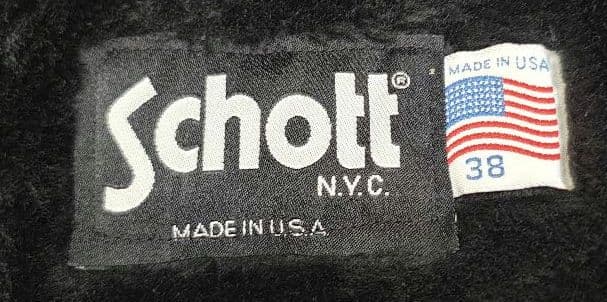 Schott®
N.Y.C.
MADE IN U.S.A
MADE IN USA
38